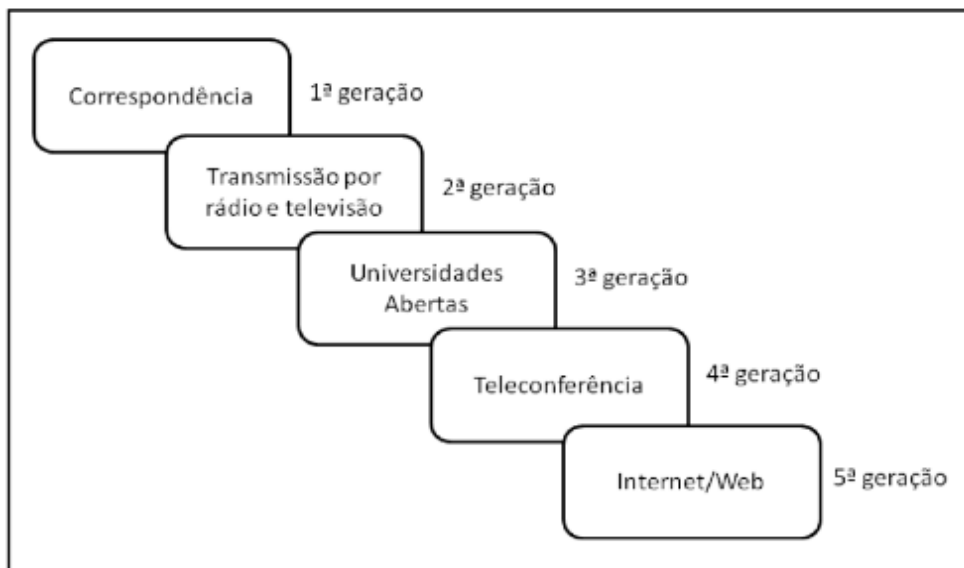 Correspondência
1ª geração
Transmissão por
rádio e televisão
2ª geração
Universidades
Abertas
3ª geração
Teleconferência
4ª geração
Internet/Web
5ª geração